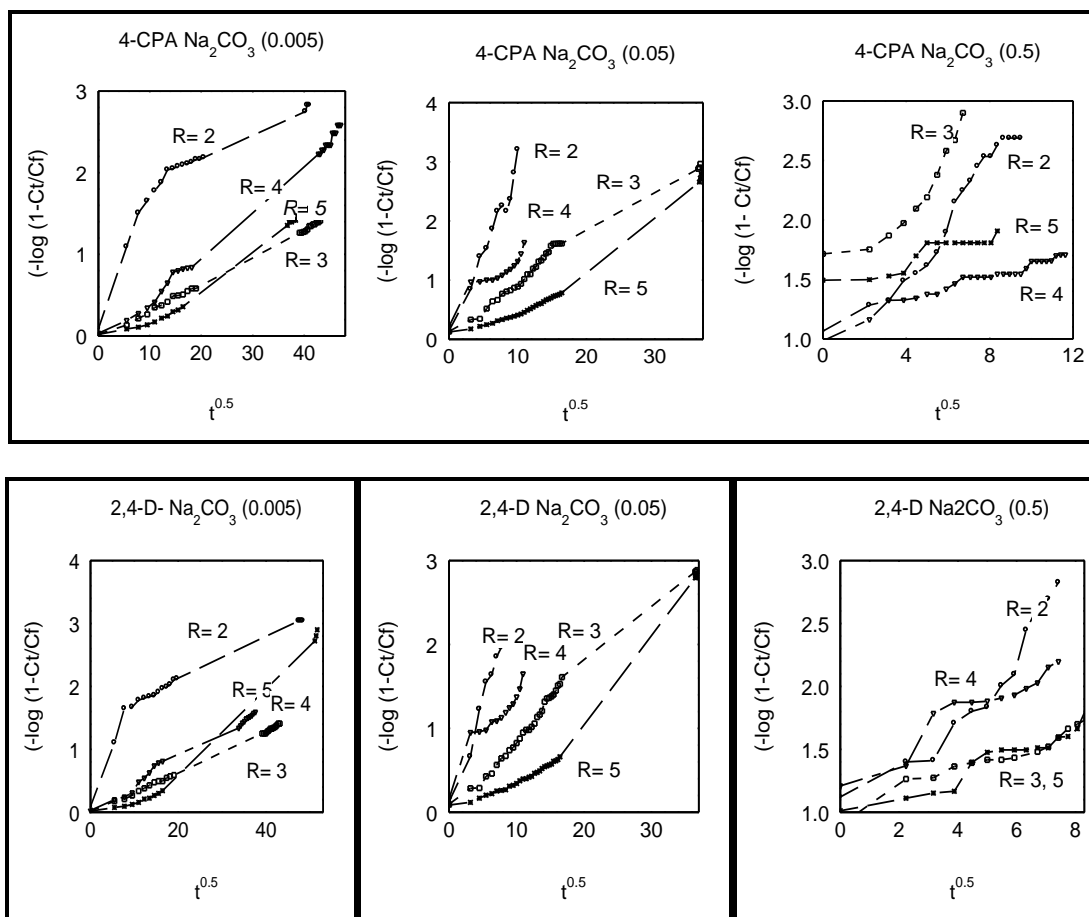 4-CPA Na2CO3 (0.005)
(-log (1-Ct/Cf)
3
2
1
0
0 10 20 30 40
t0.5
R= 2
R= 4
R= 5
R= 3
4-CPA Na2CO3 (0.05)
(-log (1-Ct/Cf)
4
3
2
1
0
0 10 20 30
t0.5
R= 2
R= 3
R= 4
R= 5
4-CPA Na2CO3 (0.5)
(-log (1- Ct/Cf)
3.0
2.5
2.0
1.5
1.0
0 4 8 12
t0.5
R= 3
R= 2
R= 5
R= 4
2,4-D- Na2CO3 (0.005)
(-log (1-Ct/Cf)
4
3
2
1
0
0 20 40
t0.5
R= 2
R= 5
R= 4
R= 3
2,4-D Na2CO3 (0.05)
(-log (1-Ct/Cf)
3
2
1
0
0 10 20 30
t0.5
R= 2
R= 3
R= 4
R= 5
2,4-D Na2CO3 (0.5)
(-log (1-Ct/Cf)
3.0
2.5
2.0
1.5
1.0
0 2 4 6 8
t0.5
R= 2
R= 4
R= 3, 5